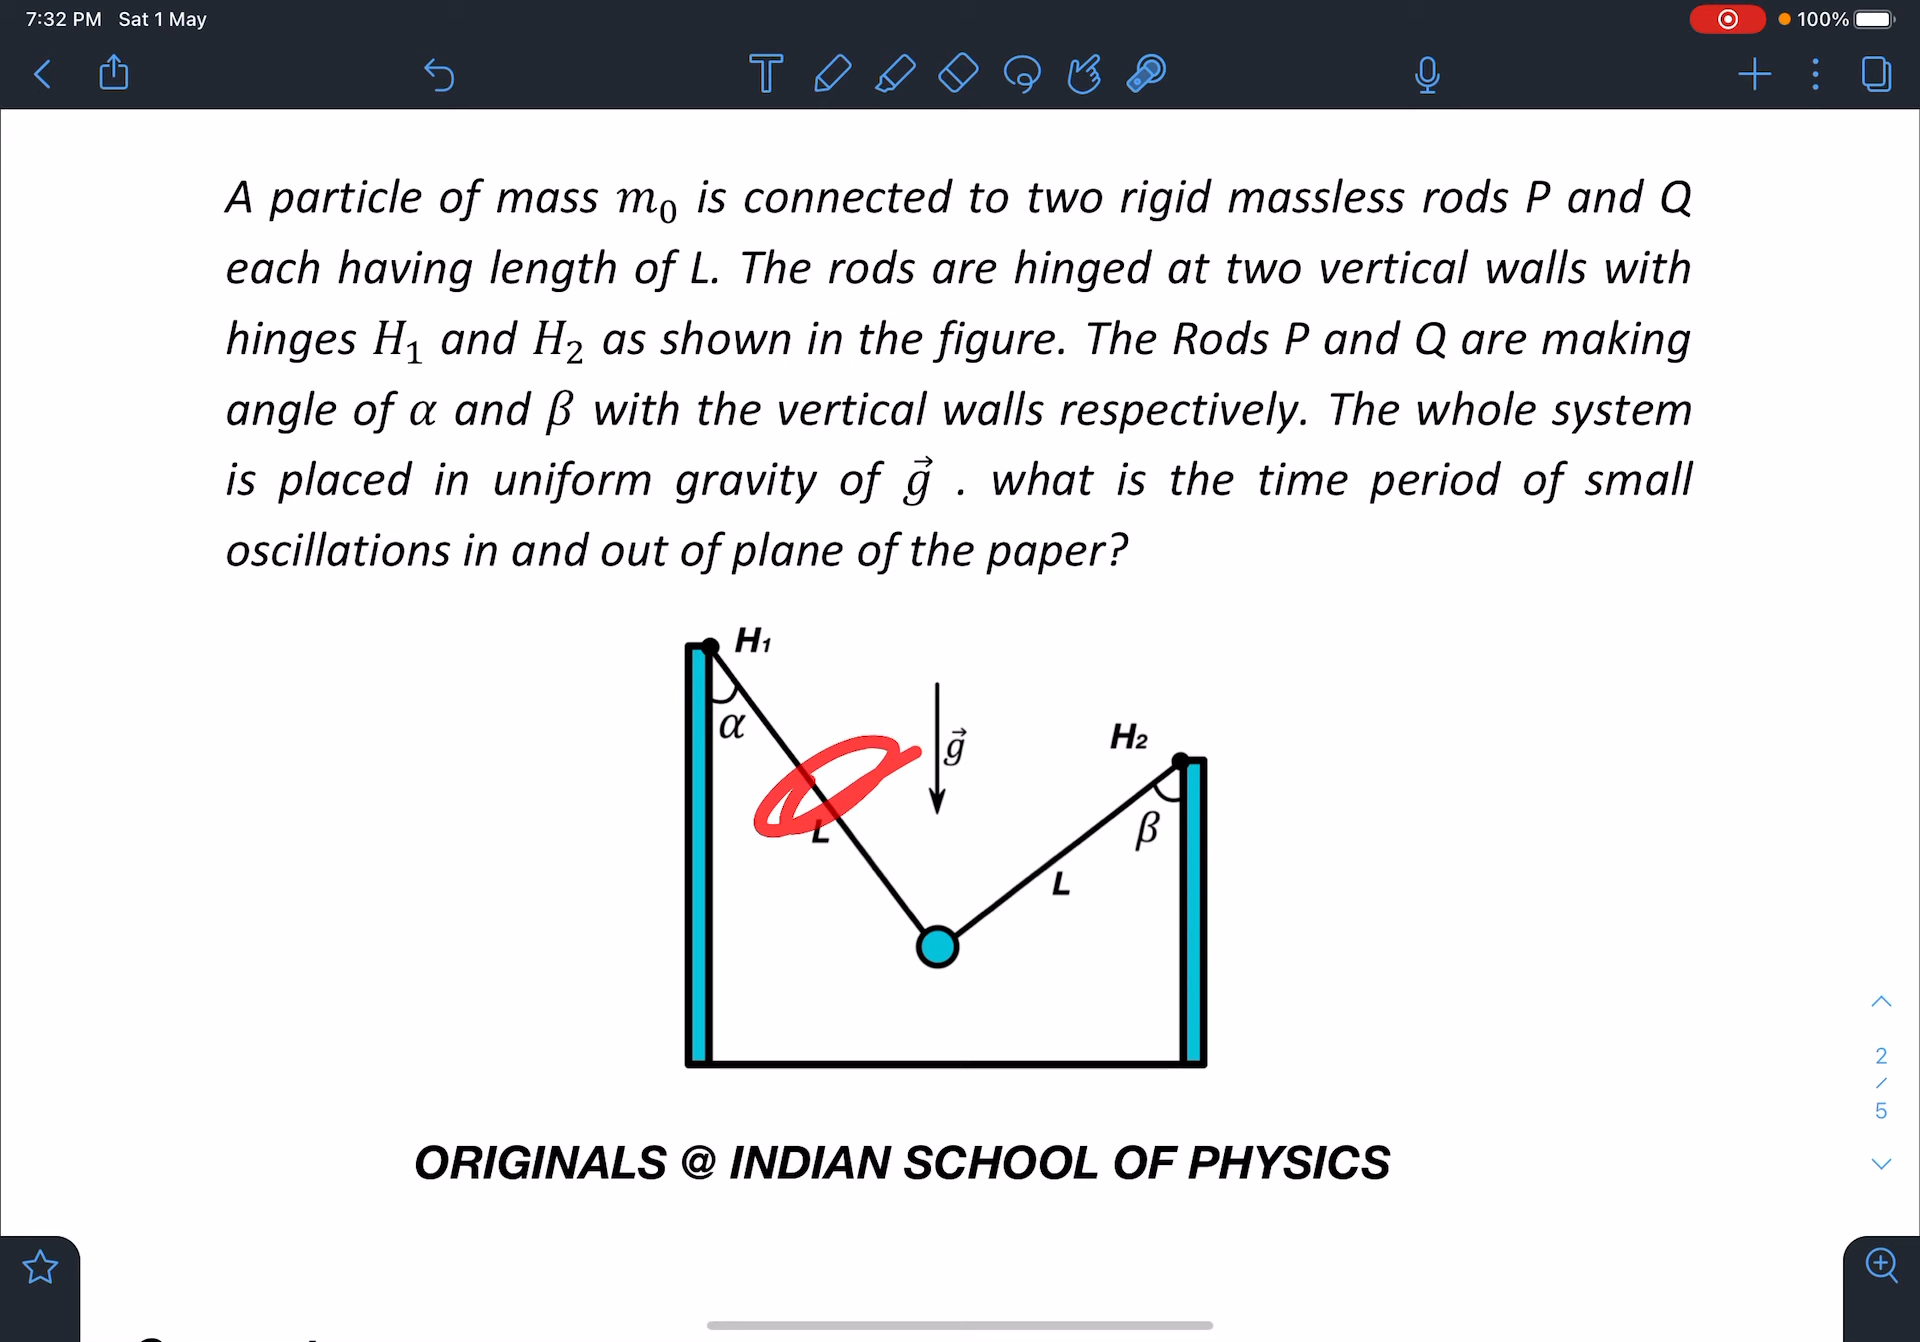 7:32 PM Sat 1 May
100%
A particle of mass m₀ is connected to two rigid massless rods P and Q
each having length of L. The rods are hinged at two vertical walls with
hinges H₁ and H₂ as shown in the figure. The Rods P and Q are making
angle of α and β with the vertical walls respectively. The whole system
is placed in uniform gravity of g⃗ . what is the time period of small
oscillations in and out of plane of the paper?
H₁
α
g⃗
H₂
β
L
L
2
/
5
ORIGINALS @ INDIAN SCHOOL OF PHYSICS